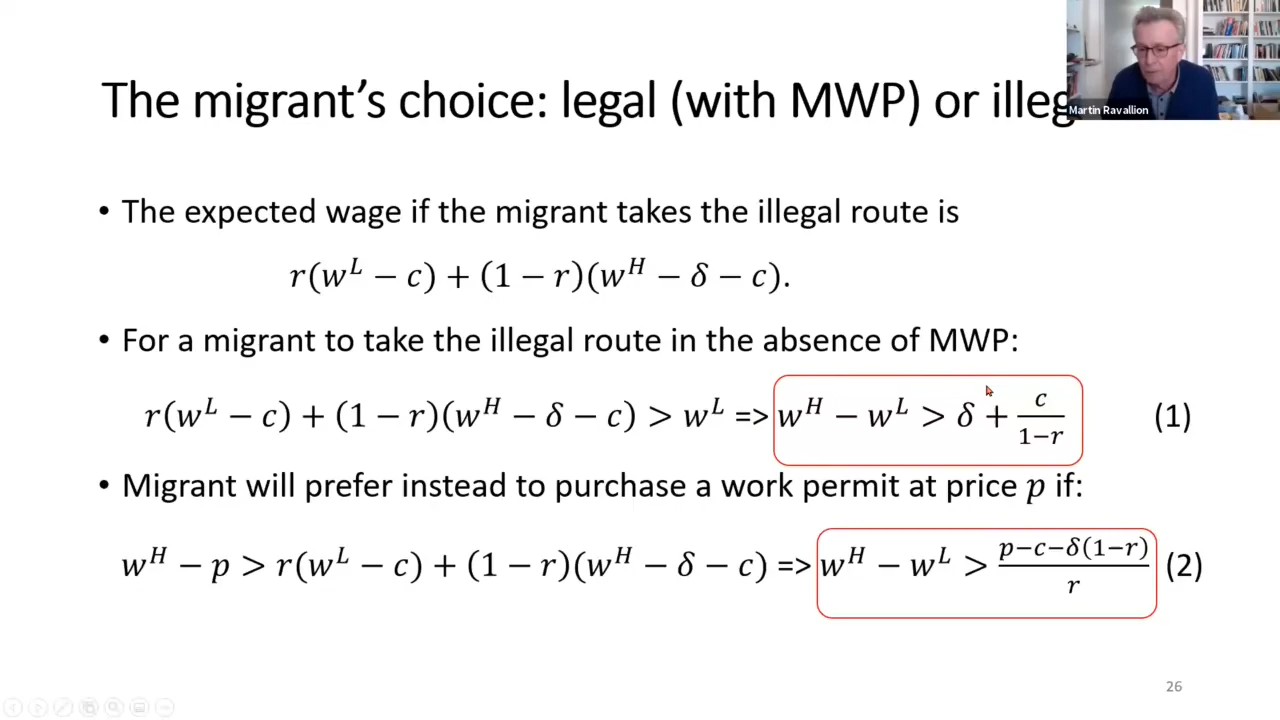 The migrant's choice: legal (with MWP) or illeg
Martin Ravallion
• The expected wage if the migrant takes the illegal route is
r(w^L − c) + (1 − r)(w^H − δ − c).
• For a migrant to take the illegal route in the absence of MWP:
r(w^L − c) + (1 − r)(w^H − δ − c) > w^L => w^H − w^L > δ + c/(1−r) (1)
• Migrant will prefer instead to purchase a work permit at price p if:
w^H − p > r(w^L − c) + (1 − r)(w^H − δ − c) => w^H − w^L > (p−c−δ(1−r))/r (2)
26